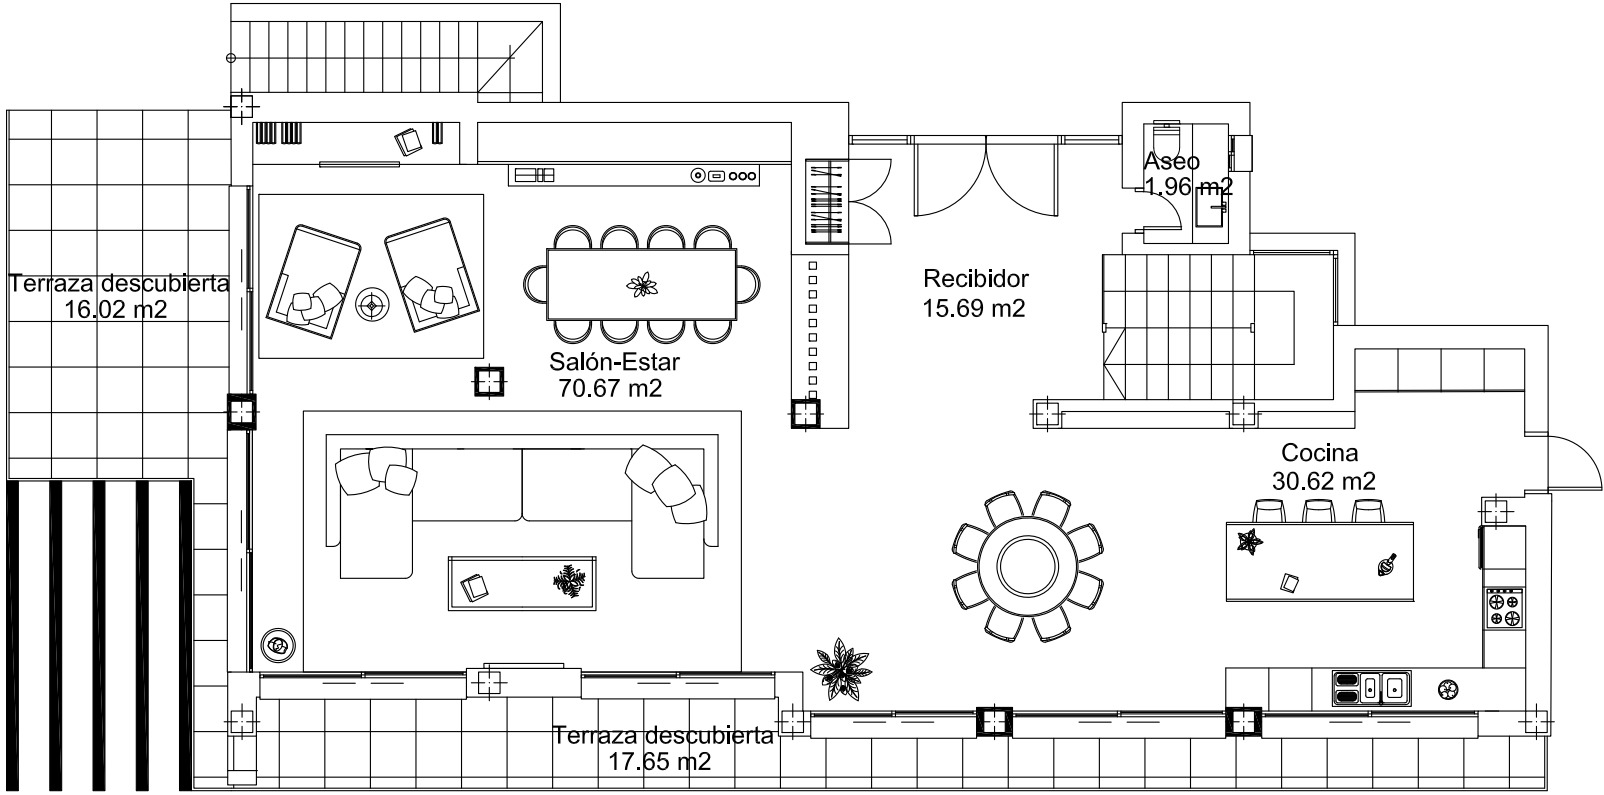 Aseo
1.96 m2
Terraza descubierta
16.02 m2
Recibidor
15.69 m2
Salón-Estar
70.67 m2
Cocina
30.62 m2
Terraza descubierta
17.65 m2